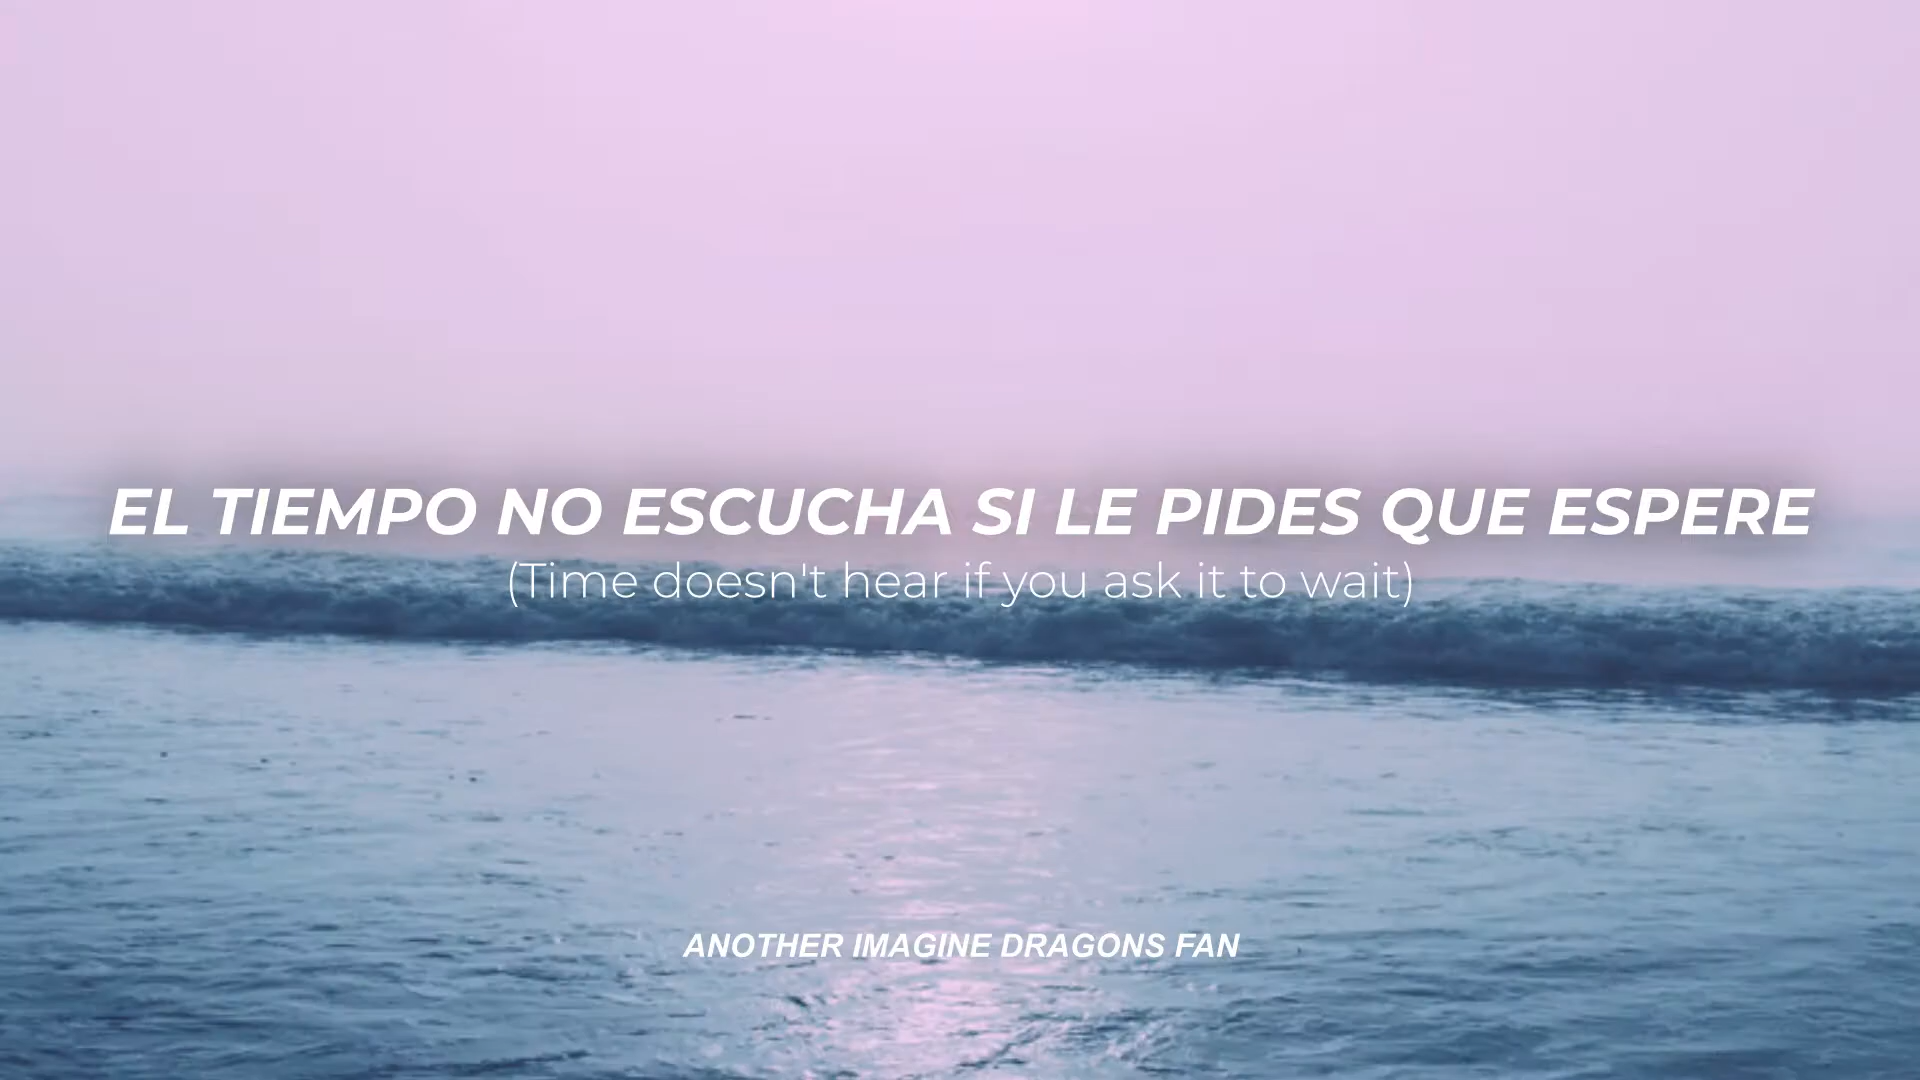 EL TIEMPO NO ESCUCHA SI LE PIDES QUE ESPERE
(Time doesn't hear if you ask it to wait)
ANOTHER IMAGINE DRAGONS FAN